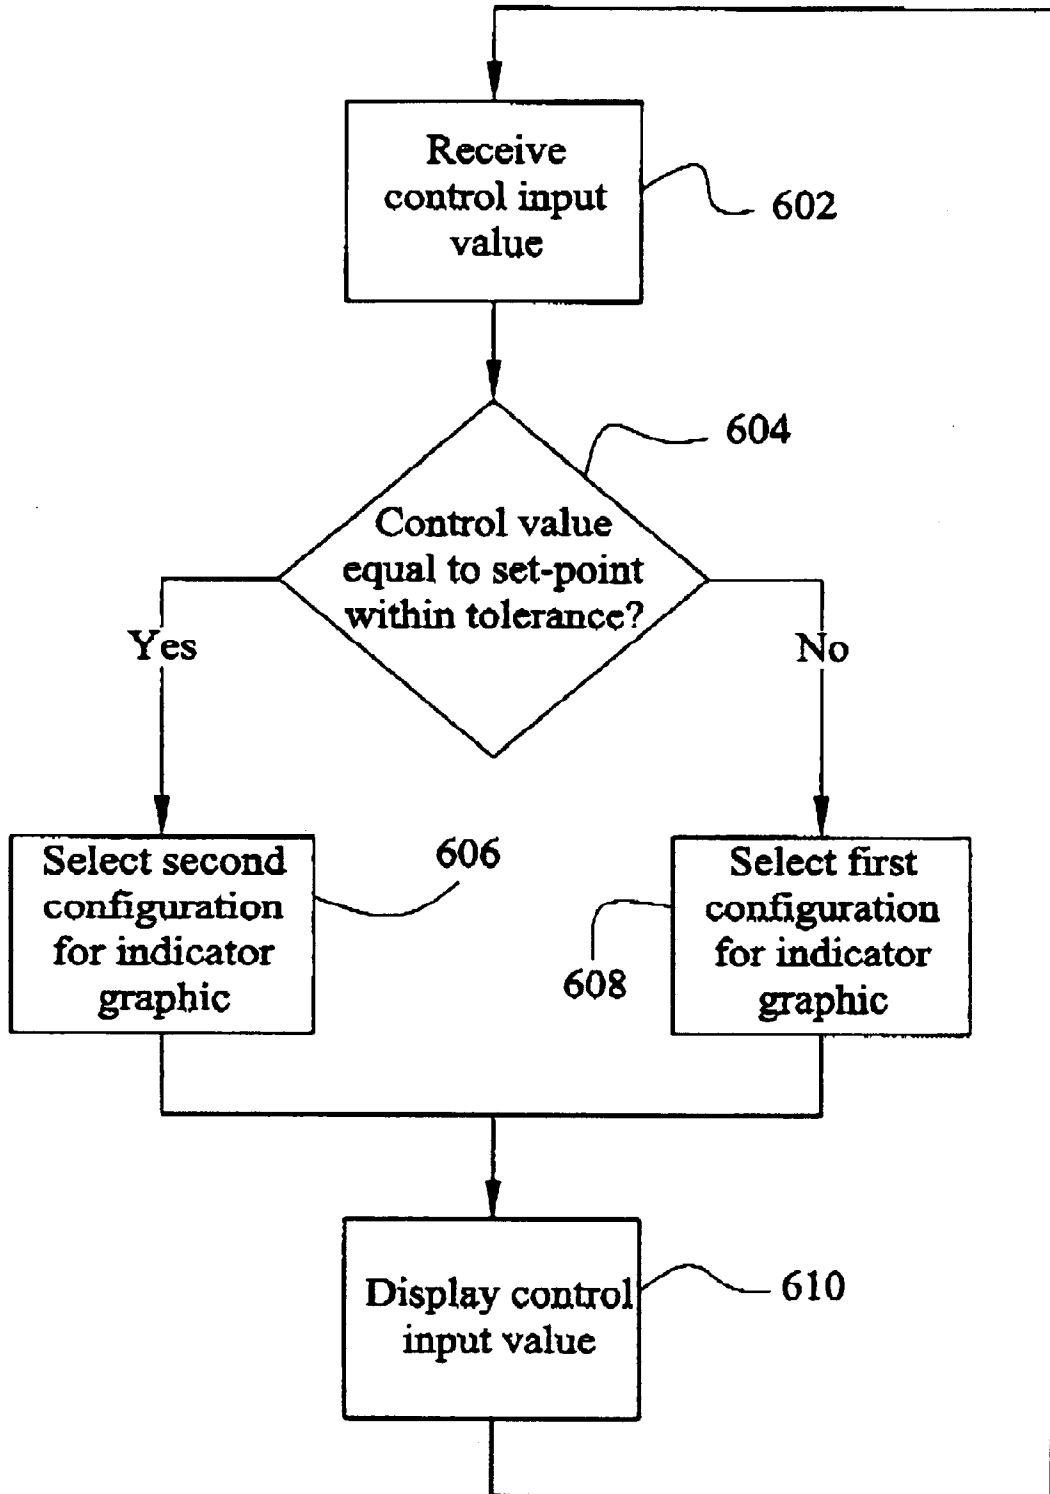 Receive
control input
value
602
604
Control value
equal to set-point
within tolerance?
Yes
No
Select second
configuration
for indicator
graphic
606
608
Select first
configuration
for indicator
graphic
Display control
input value
610